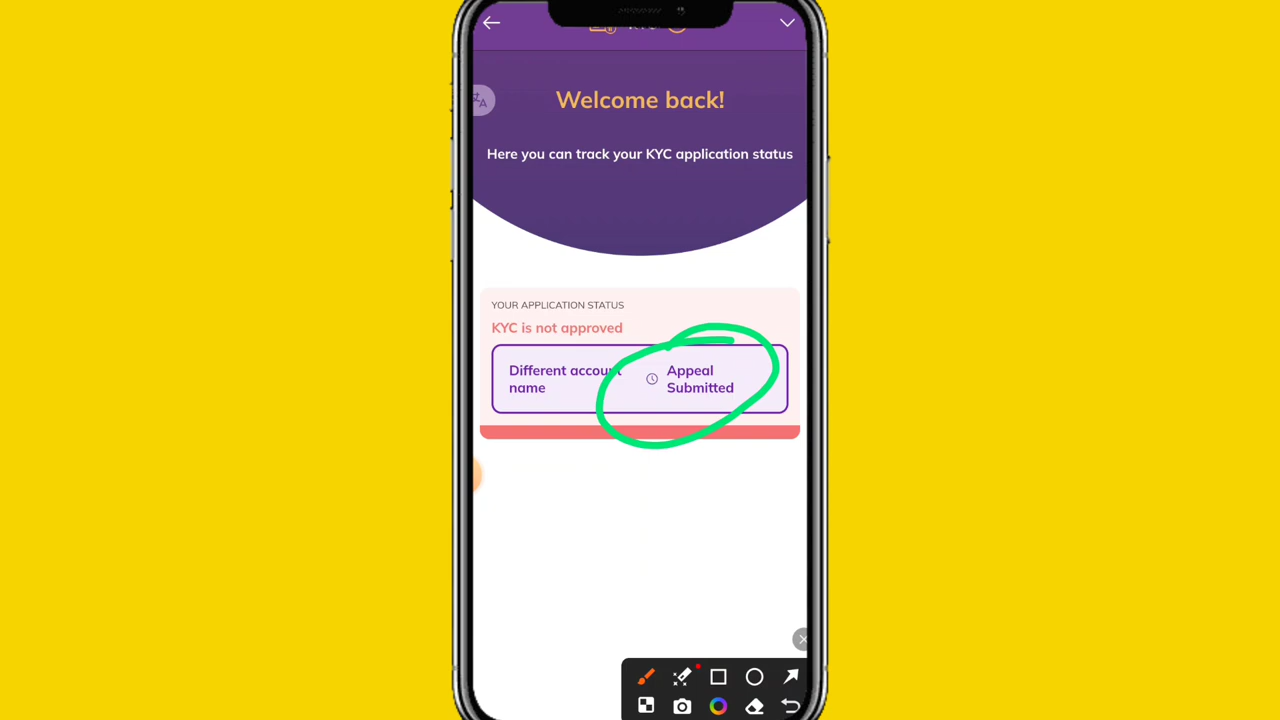 Welcome back!
Here you can track your KYC application status
YOUR APPLICATION STATUS
KYC is not approved
Different account
name
Appeal
Submitted